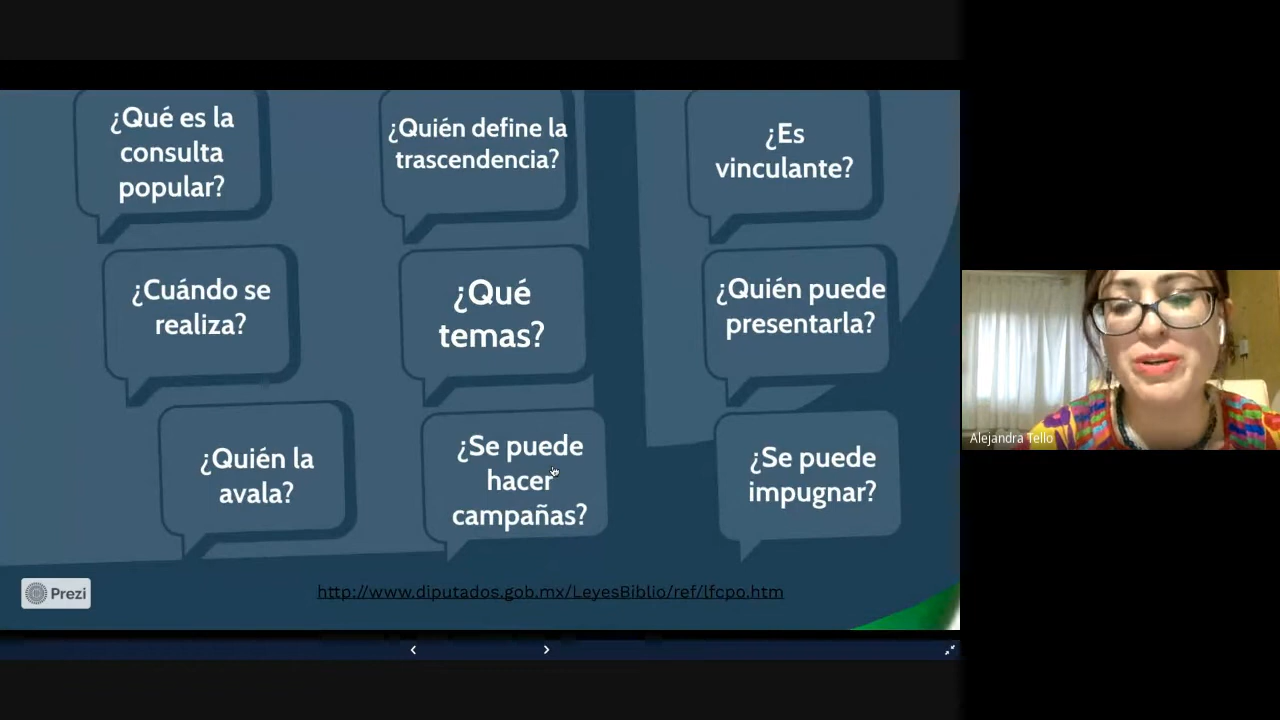 ¿Qué es la
consulta
popular?
¿Quién define la
trascendencia?
¿Es
vinculante?
¿Cuándo se
realiza?
¿Qué
temas?
¿Quién puede
presentarla?
¿Quién la
avala?
¿Se puede
hacer
campañas?
¿Se puede
impugnar?
Prezi
http://www.diputados.gob.mx/LeyesBiblio/ref/lfcpo.htm
Alejandra Tello